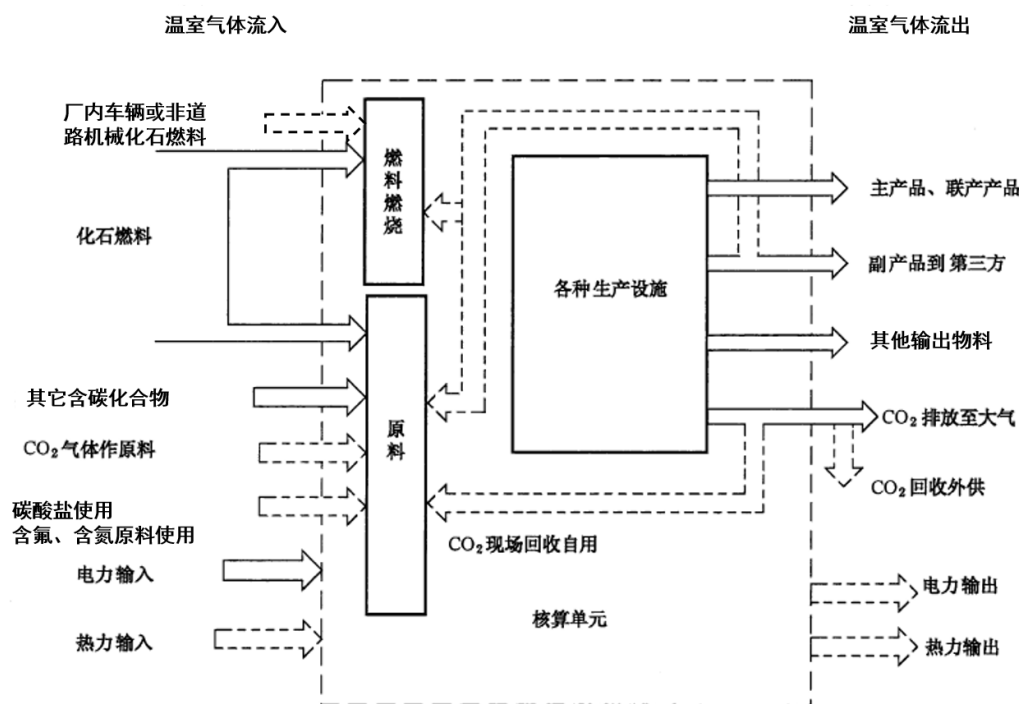 温室气体流入
温室气体流出
厂内车辆或非道
路机械化石燃料
化石燃料
其它含碳化合物
CO₂气体作原料
碳酸盐使用
含氟、含氮原料使用
电力输入
热力输入
燃料燃烧
原料
各种生产设施
CO₂现场回收自用
核算单元
主产品、联产产品
副产品到第三方
其他输出物料
CO₂排放至大气
CO₂回收外供
电力输出
热力输出